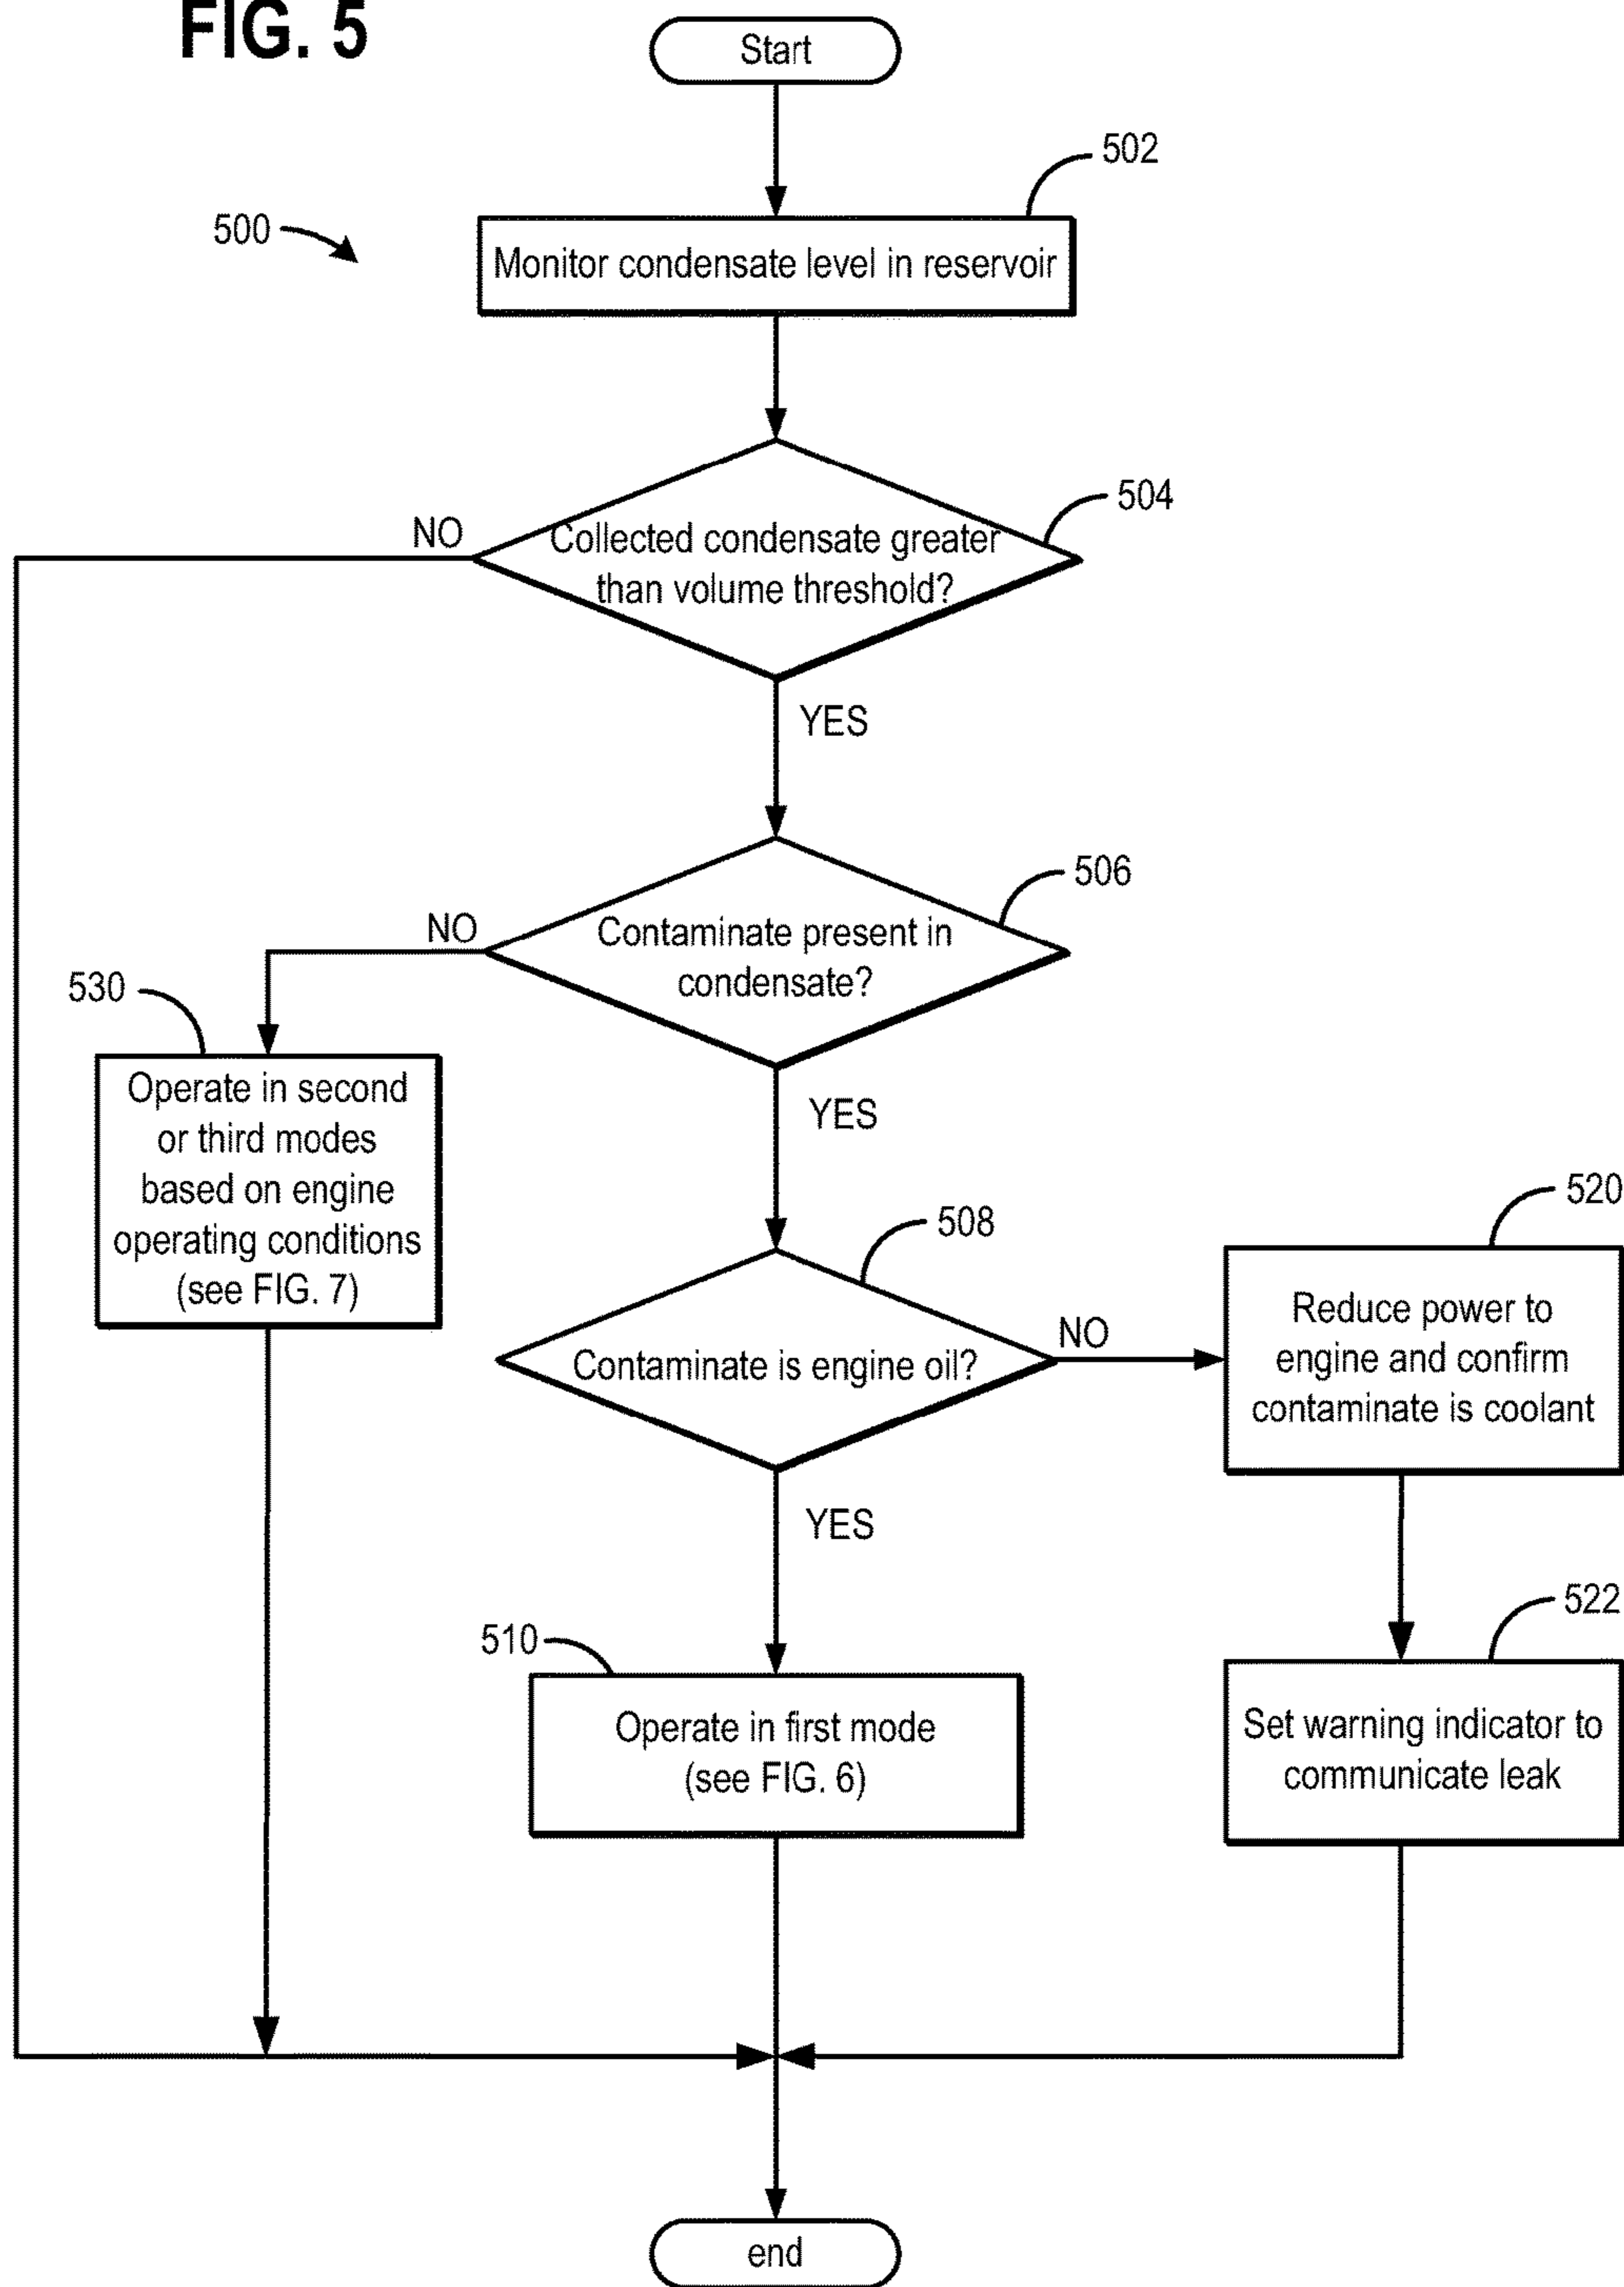 FIG. 5
Start
502
500
Monitor condensate level in reservoir
504
NO
Collected condensate greater
than volume threshold?
YES
506
NO
Contaminate present in
condensate?
530
Operate in second
or third modes
based on engine
operating conditions
(see FIG. 7)
YES
508
520
Contaminate is engine oil?
NO
Reduce power to
engine and confirm
contaminate is coolant
YES
522
510
Operate in first mode
(see FIG. 6)
Set warning indicator to
communicate leak
end